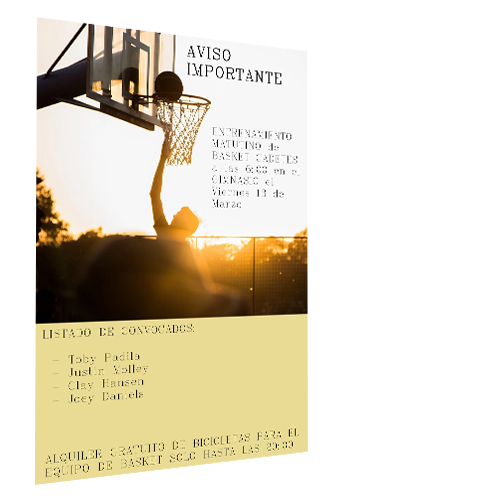 AVISO
IMPORTANTE
ENTRENAMIENTO
MATUTINO de
BASKET CADETES
a las 6:00 en el
GIMNASIO el
Viernes 13 de
Marzo
LISTADO DE CONVOCADOS:
- Toby Padila
- Justin Molley
- Clay Hansen
- Joey Daniels
ALQUILER GRATUITO DE BICICLETAS PARA EL
EQUIPO DE BASKET SOLO HASTA LAS 20:00